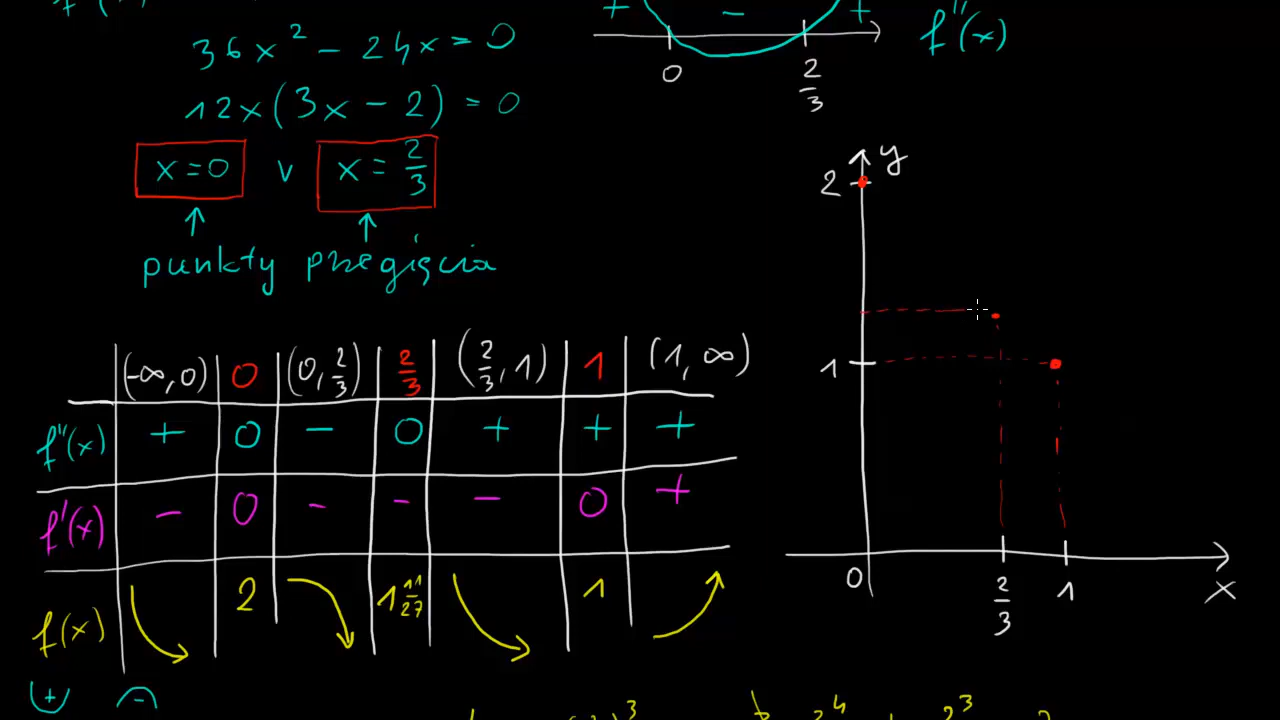 + − +
f''(x)
0 2/3
36x² − 24x = 0
12x(3x − 2) = 0
x = 0 v x = 2/3
punkty przegięcia
(-∞, 0) 0 (0, 2/3) 2/3 (2/3, 1) 1 (1, ∞)
f''(x) + 0 − 0 + + +
f'(x) − 0 − − − 0 +
f(x) 2 1 11/27 1
+ −
y
2
1
0 2/3 1 x